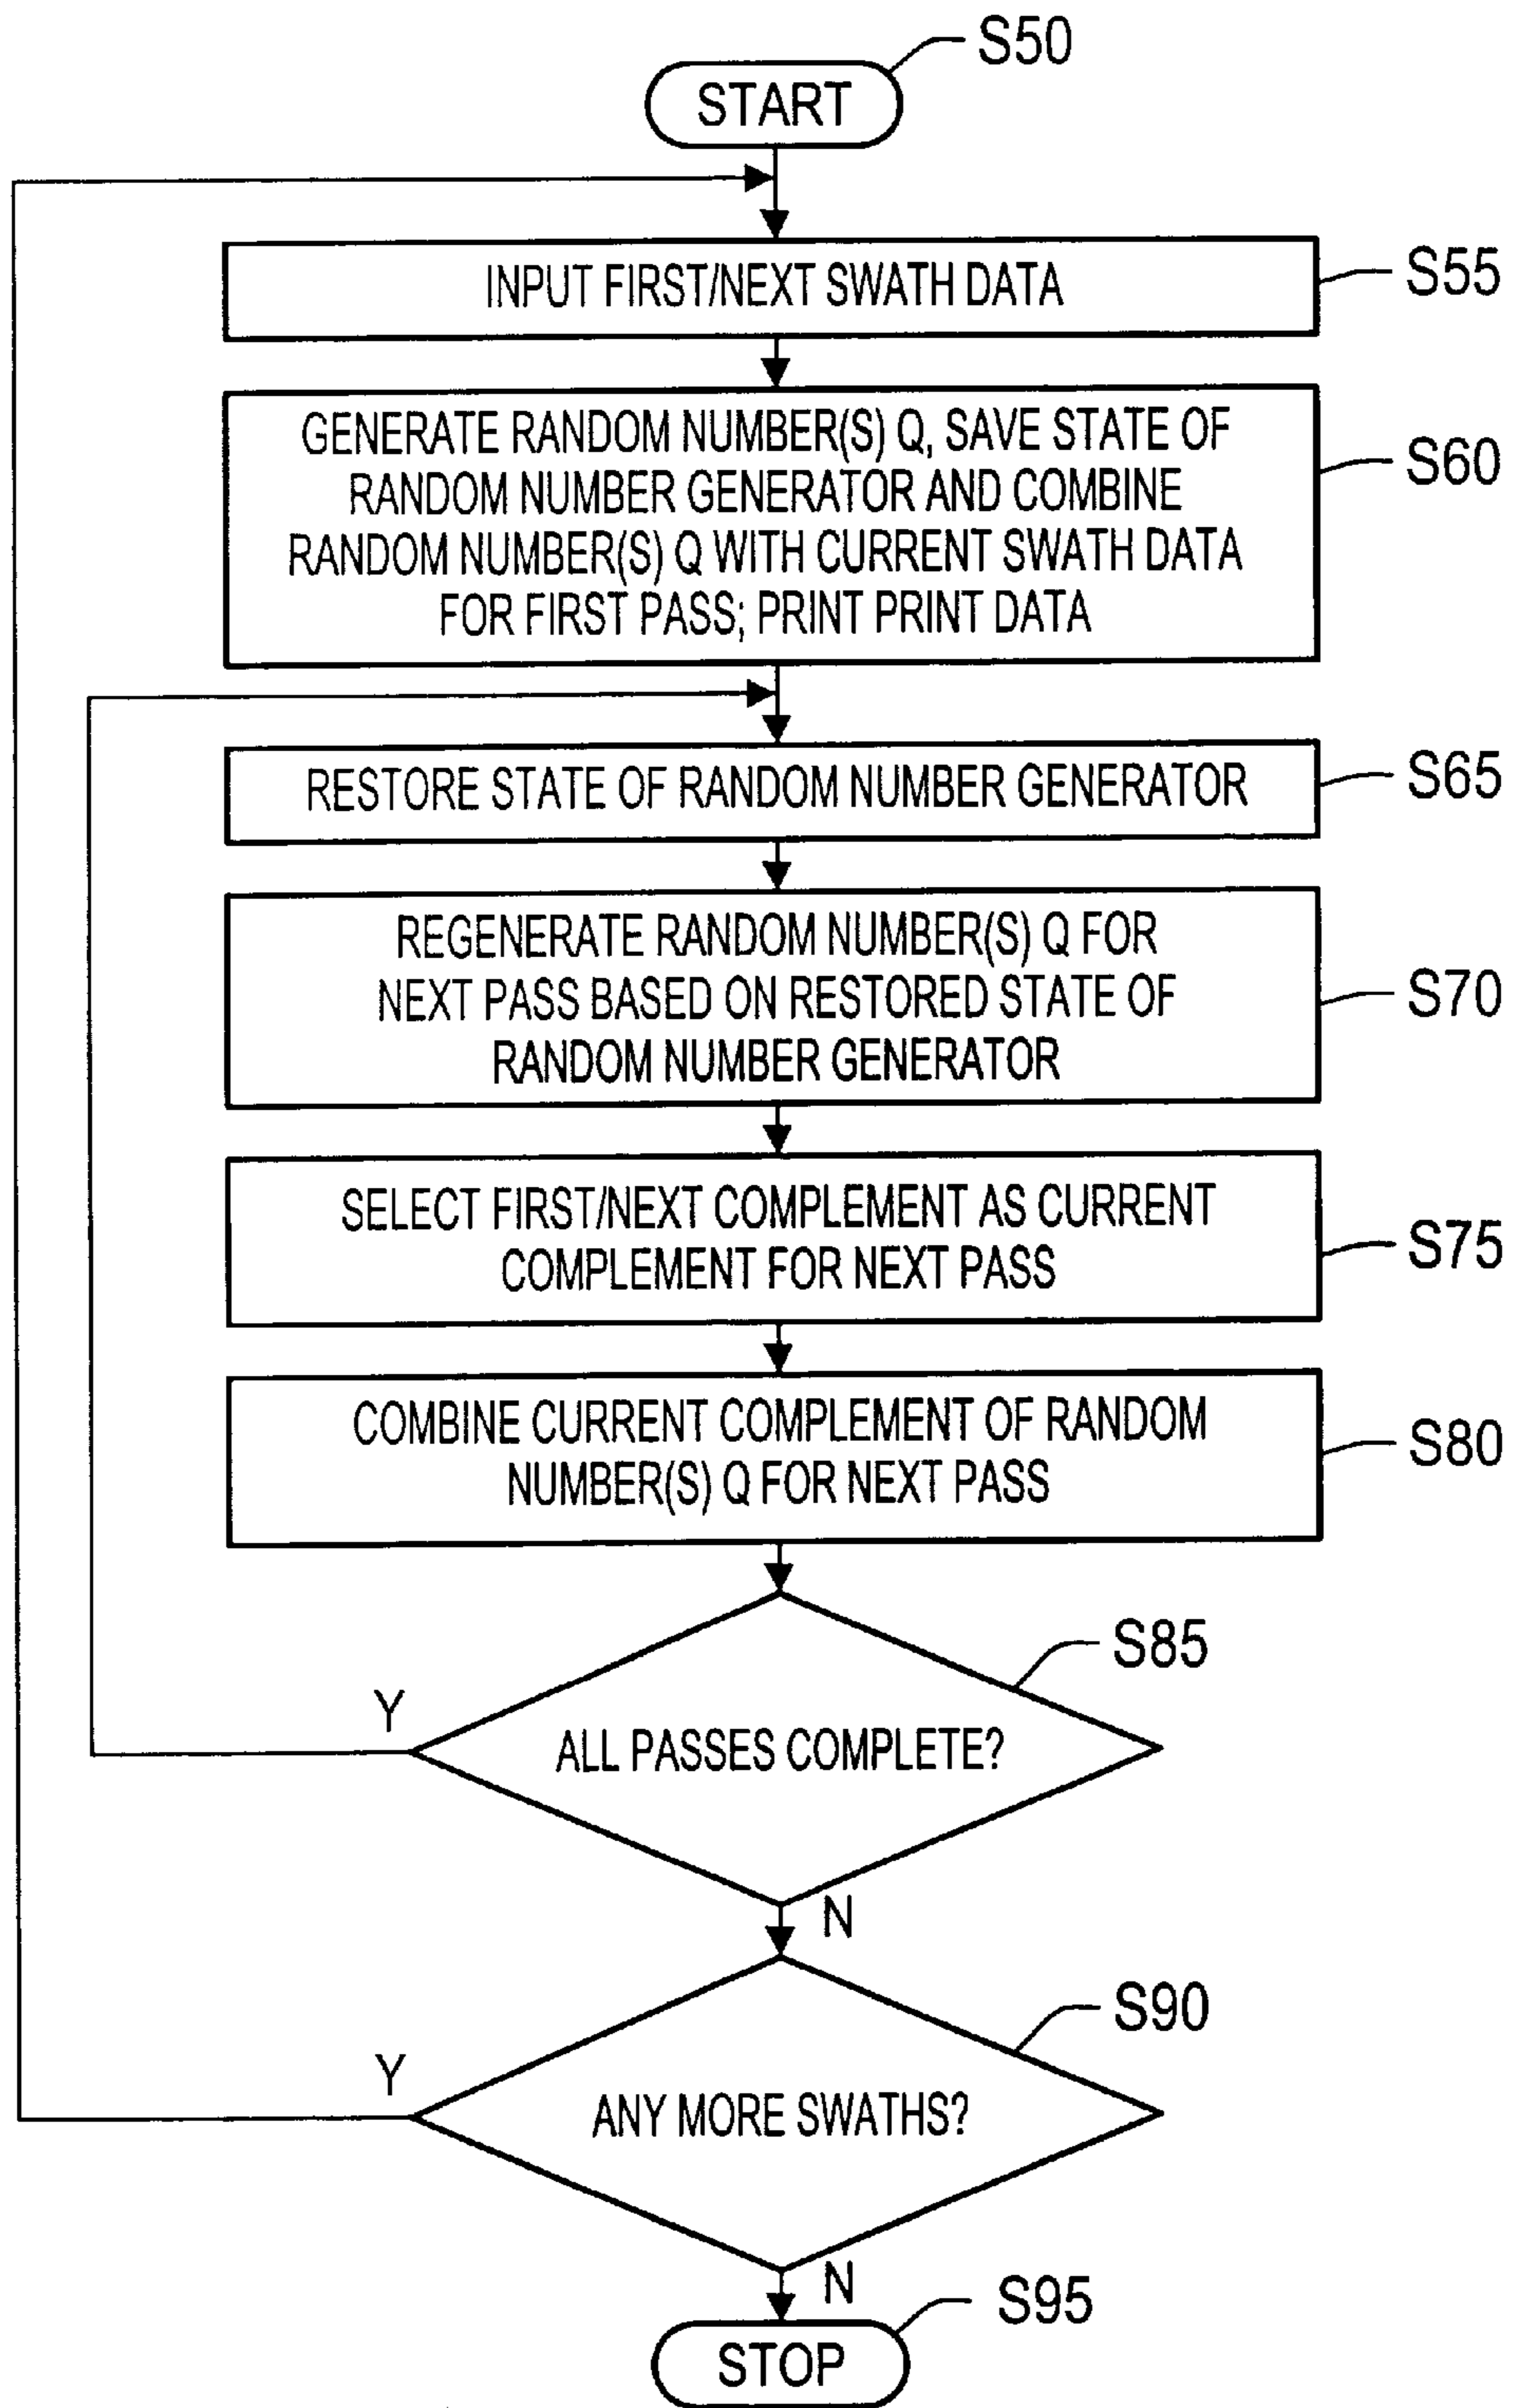 S50
START
INPUT FIRST/NEXT SWATH DATA
S55
GENERATE RANDOM NUMBER(S) Q, SAVE STATE OF
RANDOM NUMBER GENERATOR AND COMBINE
RANDOM NUMBER(S) Q WITH CURRENT SWATH DATA
FOR FIRST PASS; PRINT PRINT DATA
S60
RESTORE STATE OF RANDOM NUMBER GENERATOR
S65
REGENERATE RANDOM NUMBER(S) Q FOR
NEXT PASS BASED ON RESTORED STATE OF
RANDOM NUMBER GENERATOR
S70
SELECT FIRST/NEXT COMPLEMENT AS CURRENT
COMPLEMENT FOR NEXT PASS
S75
COMBINE CURRENT COMPLEMENT OF RANDOM
NUMBER(S) Q FOR NEXT PASS
S80
S85
Y
ALL PASSES COMPLETE?
N
S90
Y
ANY MORE SWATHS?
N
S95
STOP